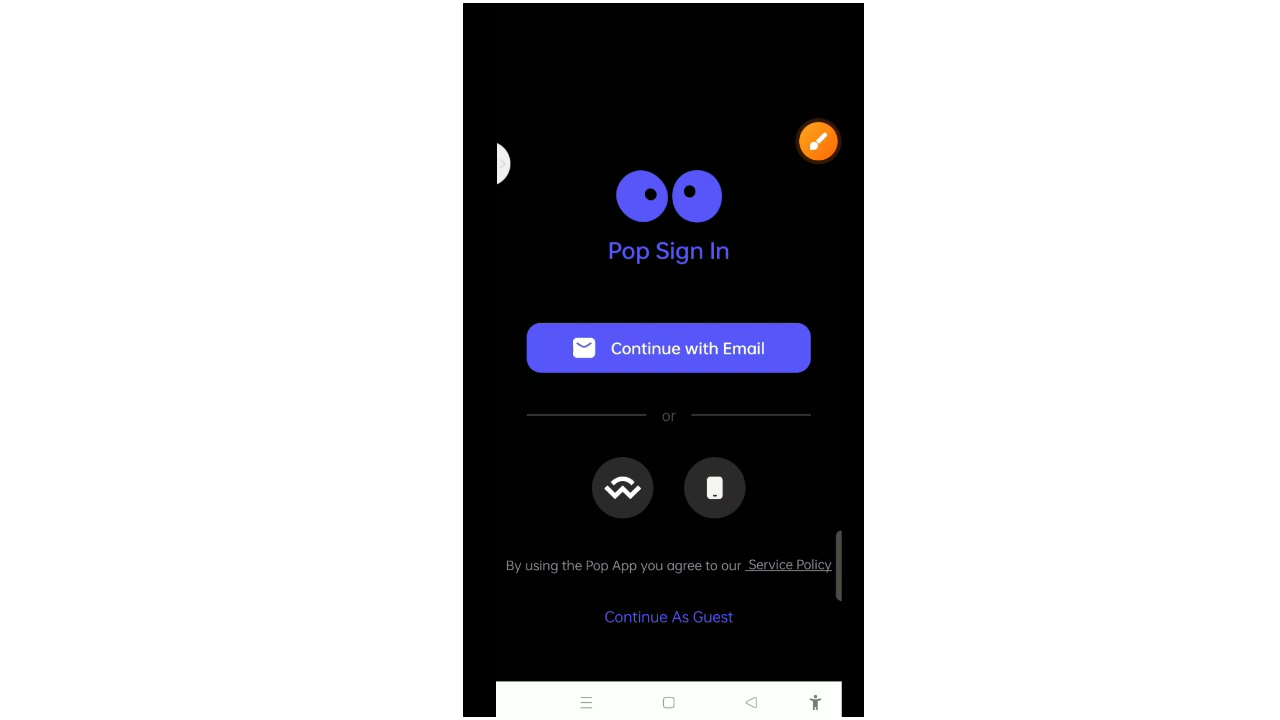 Pop Sign In
Continue with Email
or
By using the Pop App you agree to our Service Policy
Continue As Guest